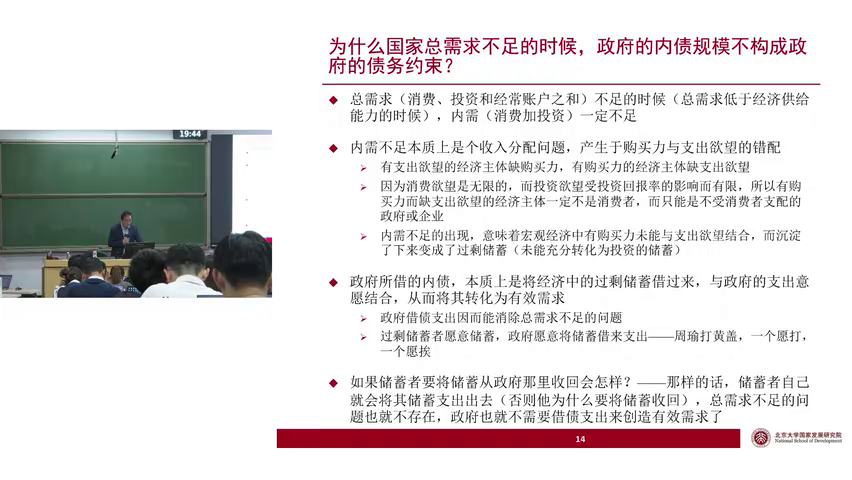 为什么国家总需求不足的时候，政府的内债规模不构成政
府的债务约束？
19:44
◆ 总需求（消费、投资和经常账户之和）不足的时候（总需求低于经济供给
能力的时候），内需（消费加投资）一定不足
◆ 内需不足本质上是个收入分配问题，产生于购买力与支出欲望的错配
➢ 有支出欲望的经济主体缺购买力，有购买力的经济主体缺支出欲望
➢ 因为消费欲望是无限的，而投资欲望受投资回报率的影响而有限，所以有购
买力而缺支出欲望的经济主体一定不是消费者，而只能是不受消费者支配的
政府或企业
➢ 内需不足的出现，意味着宏观经济中有购买力未能与支出欲望结合，而沉淀
了下来变成了过剩储蓄（未能充分转化为投资的储蓄）
◆ 政府所借的内债，本质上是将经济中的过剩储蓄借过来，与政府的支出意
愿结合，从而将其转化为有效需求
➢ 政府借债支出因而能消除总需求不足的问题
➢ 过剩储蓄者愿意储蓄，政府愿意将储蓄借来支出——周瑜打黄盖，一个愿打，
一个愿挨
◆ 如果储蓄者要将储蓄从政府那里收回会怎样？——那样的话，储蓄者自己
就会将其储蓄支出出去（否则他为什么要将储蓄收回），总需求不足的问
题也就不存在，政府也就不需要借债支出来创造有效需求了
14
北京大学国家发展研究院
National School of Development